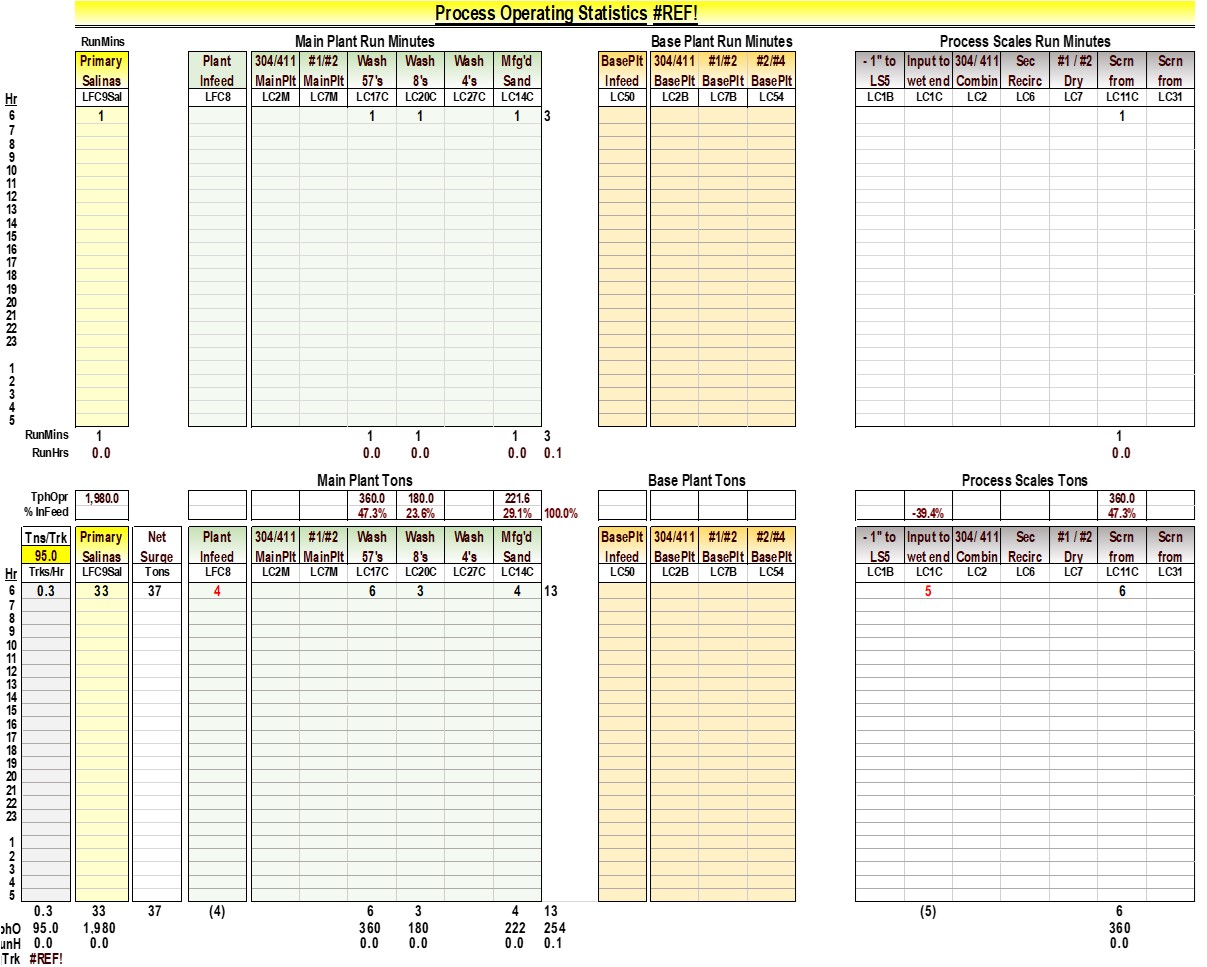 Process Operating Statistics #REF!
RunMins Main Plant Run Minutes Base Plant Run Minutes Process Scales Run Minutes
Primary Plant 304/411 #1/#2 Wash Wash Wash Mfg'd BasePlt 304/411 #1/#2 #2/#4 - 1" to Input to 304/ 411 Sec #1 / #2 Scrn Scrn
Salinas Infeed MainPlt MainPlt 57's 8's 4's Sand Infeed BasePlt BasePlt BasePlt LS5 wet end Combin Recirc Dry from from
Hr LFC9Sal LFC8 LC2M LC7M LC17C LC20C LC27C LC14C LC50 LC2B LC7B LC54 LC1B LC1C LC2 LC6 LC7 LC11C LC31
6 1 1 1 1 3 1
7
8
9
10
11
12
13
14
15
16
17
18
19
20
21
22
23
1
2
3
4
5
RunMins 1 1 1 1 3 1
RunHrs 0.0 0.0 0.0 0.0 0.1 0.0
Main Plant Tons Base Plant Tons Process Scales Tons
TphOpr 1,980.0 360.0 180.0 221.6 360.0
% InFeed 47.3% 23.6% 29.1% 100.0% -39.4% 47.3%
Tns/Trk Primary Net Plant 304/411 #1/#2 Wash Wash Wash Mfg'd BasePlt 304/411 #1/#2 #2/#4 - 1" to Input to 304/ 411 Sec #1 / #2 Scrn Scrn
95.0 Salinas Surge Infeed MainPlt MainPlt 57's 8's 4's Sand Infeed BasePlt BasePlt BasePlt LS5 wet end Combin Recirc Dry from from
Hr Trks/Hr LFC9Sal Tons LFC8 LC2M LC7M LC17C LC20C LC27C LC14C LC50 LC2B LC7B LC54 LC1B LC1C LC2 LC6 LC7 LC11C LC31
6 0.3 33 37 4 6 3 4 13 5 6
7
8
9
10
11
12
13
14
15
16
17
18
19
20
21
22
23
1
2
3
4
5
0.3 33 37 (4) 6 3 4 13 (5) 6
phO 95.0 1,980 360 180 222 254 360
unH 0.0 0.0 0.0 0.0 0.0 0.1 0.0
Trk #REF!